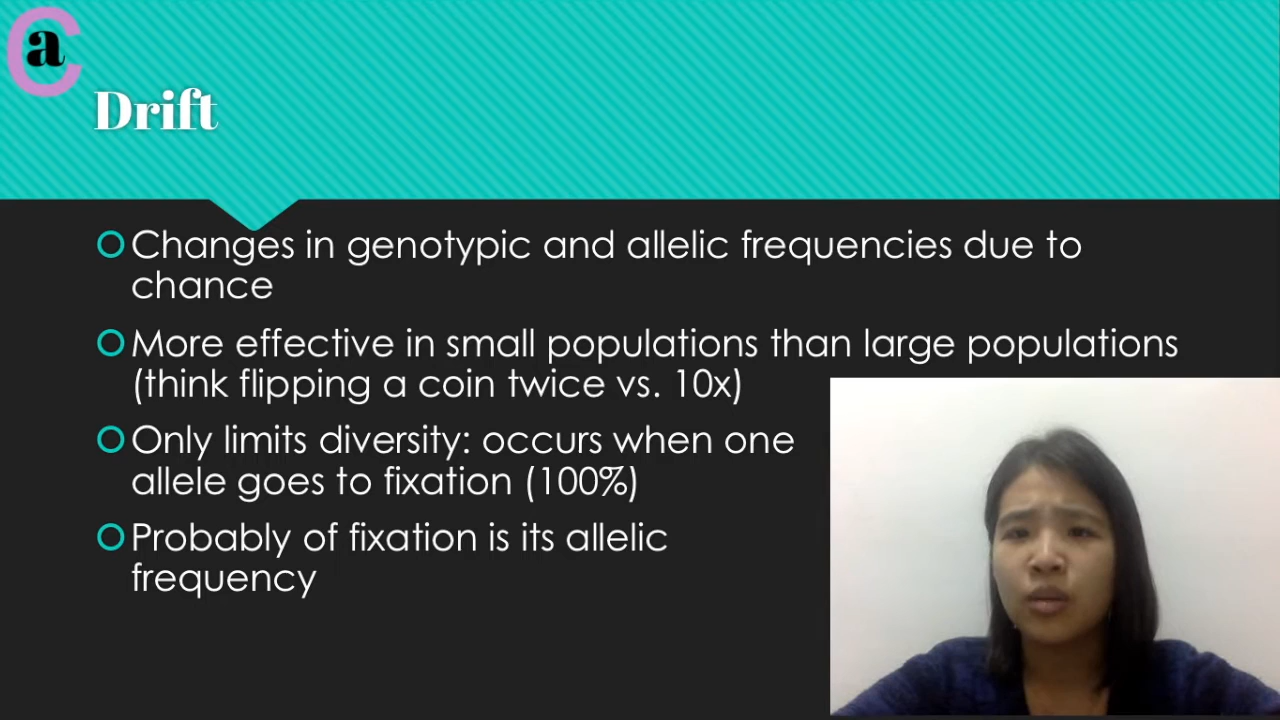 Ca
Drift
Changes in genotypic and allelic frequencies due to
chance
More effective in small populations than large populations
(think flipping a coin twice vs. 10x)
Only limits diversity: occurs when one
allele goes to fixation (100%)
Probably of fixation is its allelic
frequency